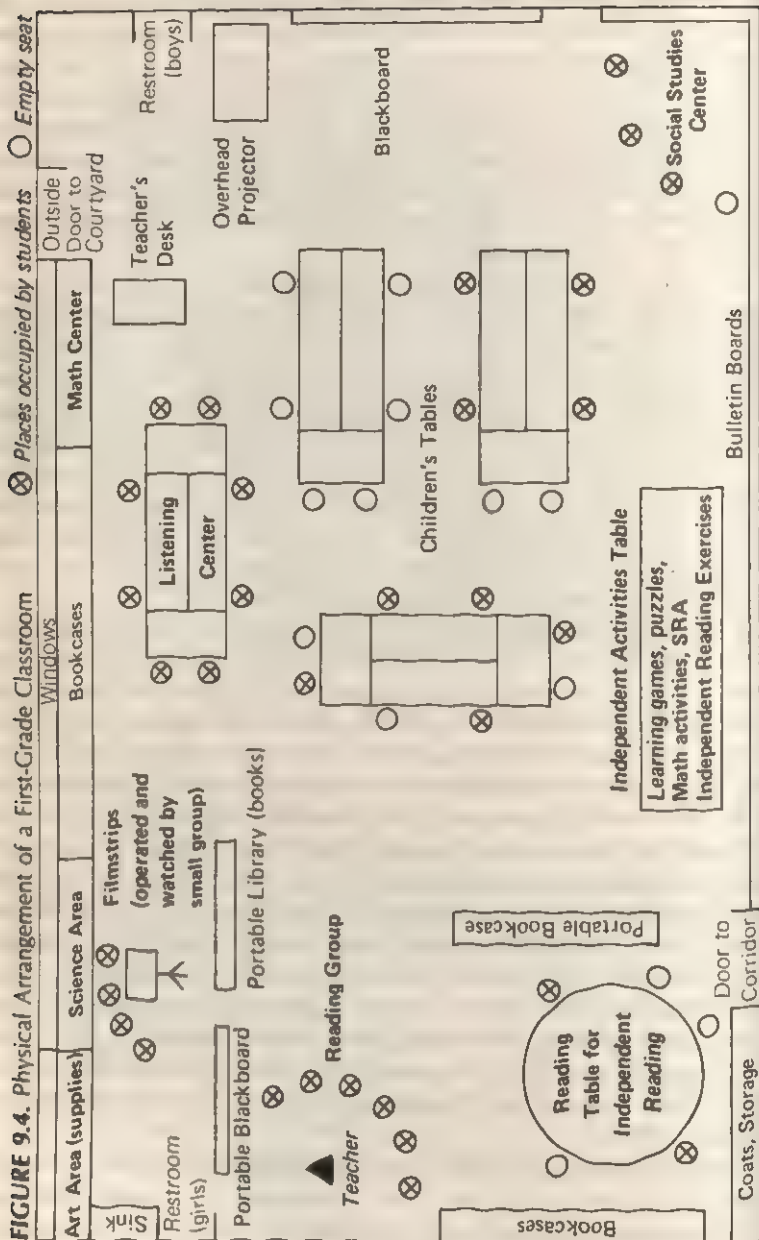 FIGURE 9.4. Physical Arrangement of a First-Grade Classroom
Places occupied by students
Empty seat
Windows
Outside
Door to
Courtyard
Art Area (supplies)
Science Area
Bookcases
Math Center
Sink
Restroom
(girls)
Filmstrips
(operated and
watched by
small group)
Listening
Center
Teacher's
Desk
Restroom
(boys)
Portable Blackboard
Portable Library (books)
Overhead
Projector
Teacher
Reading Group
Children's Tables
Blackboard
Bookcases
Reading
Table for
Independent
Reading
Portable Bookcase
Independent Activities Table
Learning games, puzzles,
Math activities, SRA
Independent Reading Exercises
Social Studies
Center
Coats, Storage
Door to
Corridor
Bulletin Boards